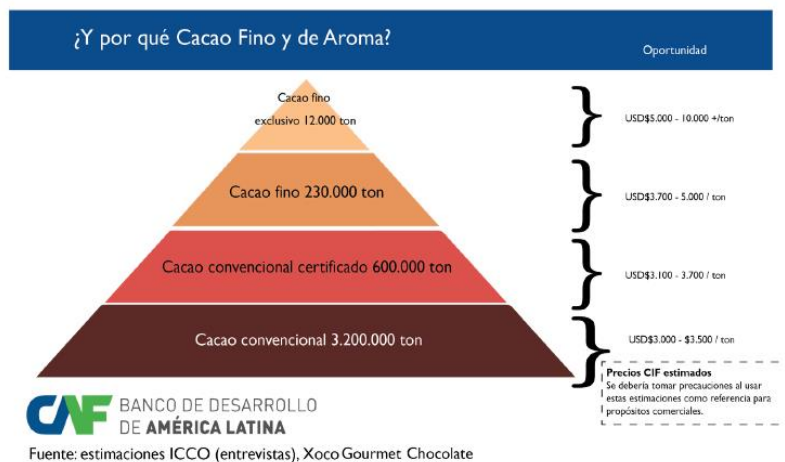 ¿Y por qué Cacao Fino y de Aroma?
Oportunidad
Cacao fino
exclusivo 12.000 ton
USD$5.000 - 10.000 +/ton
Cacao fino 230.000 ton
USD$3.700 - 5.000 / ton
Cacao convencional certificado 600.000 ton
USD$3.100 - 3.700 / ton
Cacao convencional 3.200.000 ton
USD$3.000 - $3.500 / ton
Precios CIF estimados
Se debería tomar precauciones al usar
estas estimaciones como referencia para
propósitos comerciales.
CAF BANCO DE DESARROLLO
DE AMÉRICA LATINA
Fuente: estimaciones ICCO (entrevistas), Xoco Gourmet Chocolate